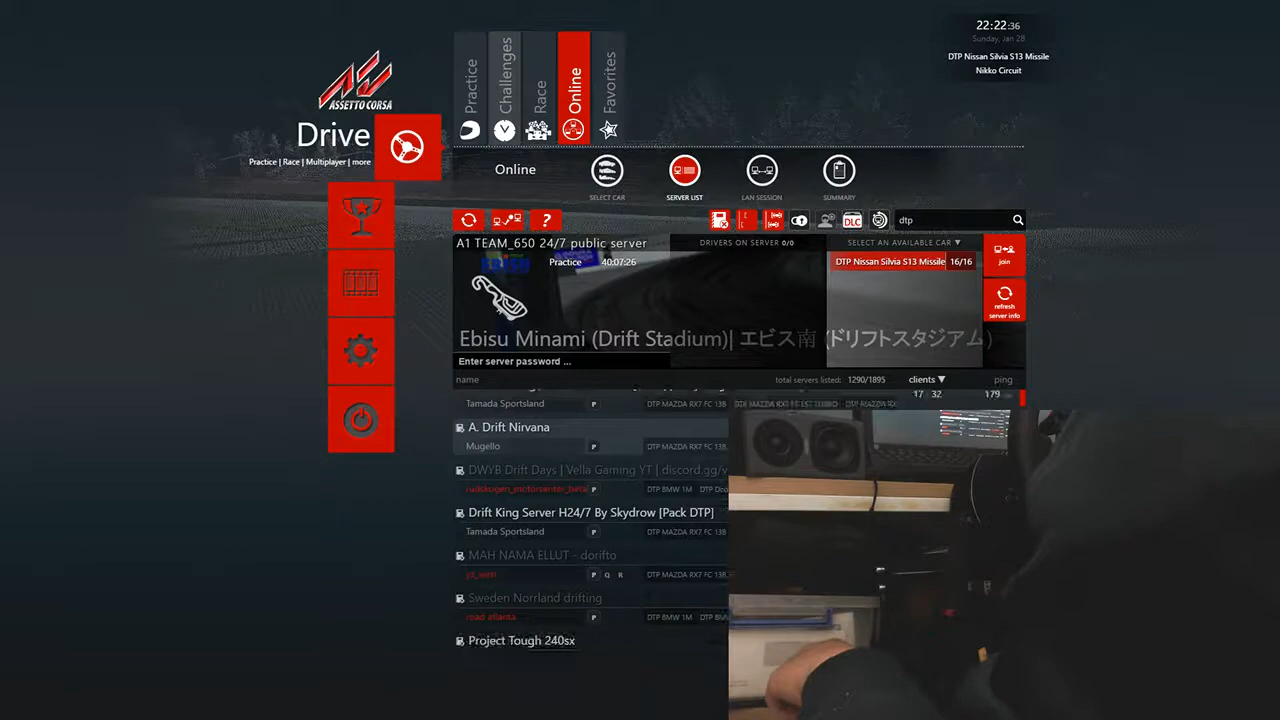 22:22:36
Sunday, Jan 28
DTP Nissan Silvia S13 Missile
Nikko Circuit
ASSETTO CORSA
Drive
Practice | Race | Multiplayer | more
Practice
Challenges
Race
Online
Favorites
Online
SELECT CAR
SERVER LIST
LAN SESSION
SUMMARY
?
DLC
dtp
A1 TEAM_650 24/7 public server
DRIVERS ON SERVER 0/0
SELECT AN AVAILABLE CAR ▼
EBISU
Practice 40:07:26
DTP Nissan Silvia S13 Missile 16/16
join
refresh
server info
Ebisu Minami (Drift Stadium)| エビス南 (ドリフトスタジアム)
Enter server password ...
name total servers listed: 1290/1895 clients ▼ ping
17 32 179
Tamada Sportsland P DTP MAZDA RX7 FC 13B
A. Drift Nirvana
Mugello P DTP MAZDA RX7 FC 13B
DWYB Drift Days | Vella Gaming YT | discord.gg/v
rudskogen_motorsenter_beta P DTP BMW 1M
Drift King Server H24/7 By Skydrow [Pack DTP]
Tamada Sportsland P DTP MAZDA RX7 FC 13B
MAH NAMA ELLUT - dorifto
P Q R DTP MAZDA RX7 FC 13B
Sweden Norrland drifting
road atlanta P DTP BMW 1M
Project Tough 240sx